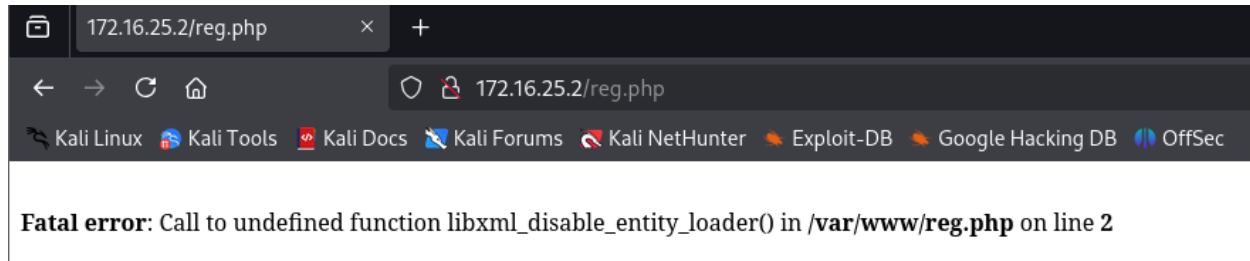 172.16.25.2/reg.php
172.16.25.2/reg.php
Kali Linux Kali Tools Kali Docs Kali Forums Kali NetHunter Exploit-DB Google Hacking DB OffSec
Fatal error: Call to undefined function libxml_disable_entity_loader() in /var/www/reg.php on line 2